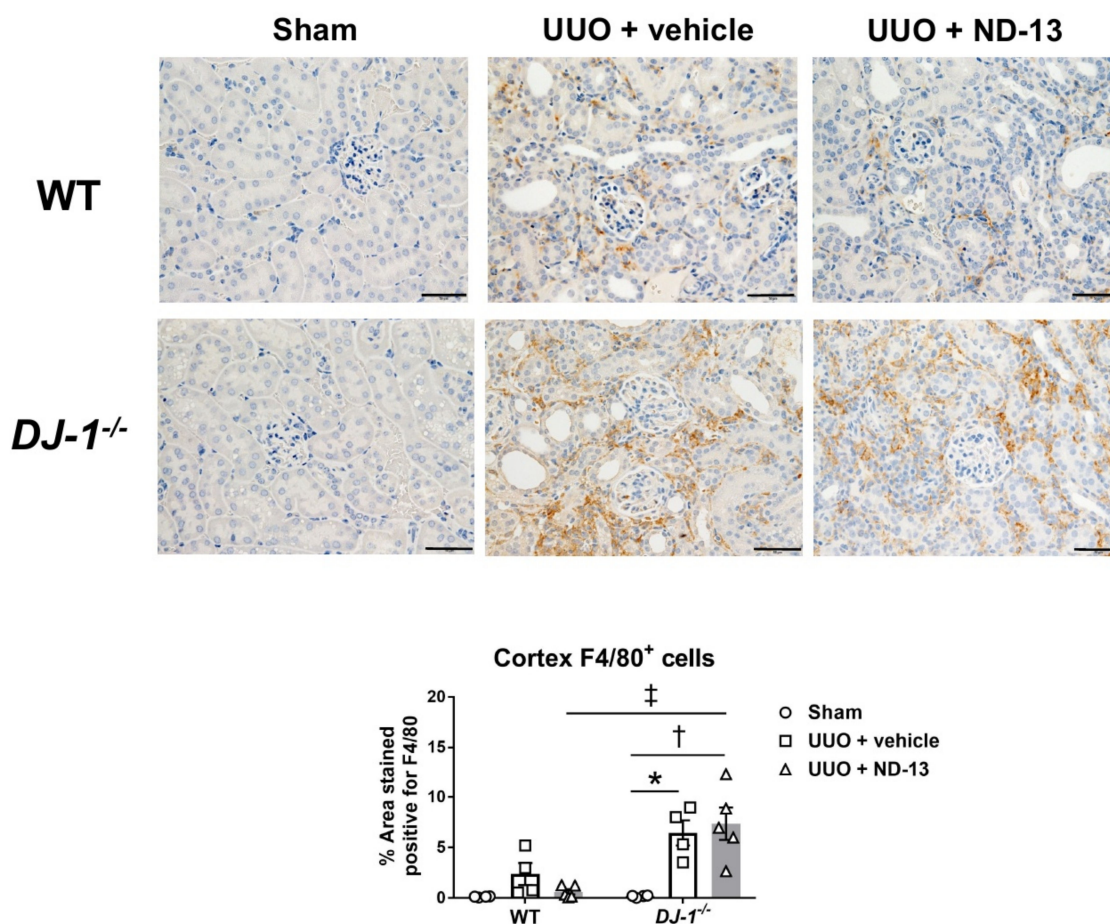 Sham UUO + vehicle UUO + ND-13
WT
DJ-1-/-
Cortex F4/80+ cells
‡
†
*
% Area stained
positive for F4/80
20
15
10
5
0
WT DJ-1-/-
Sham
UUO + vehicle
UUO + ND-13